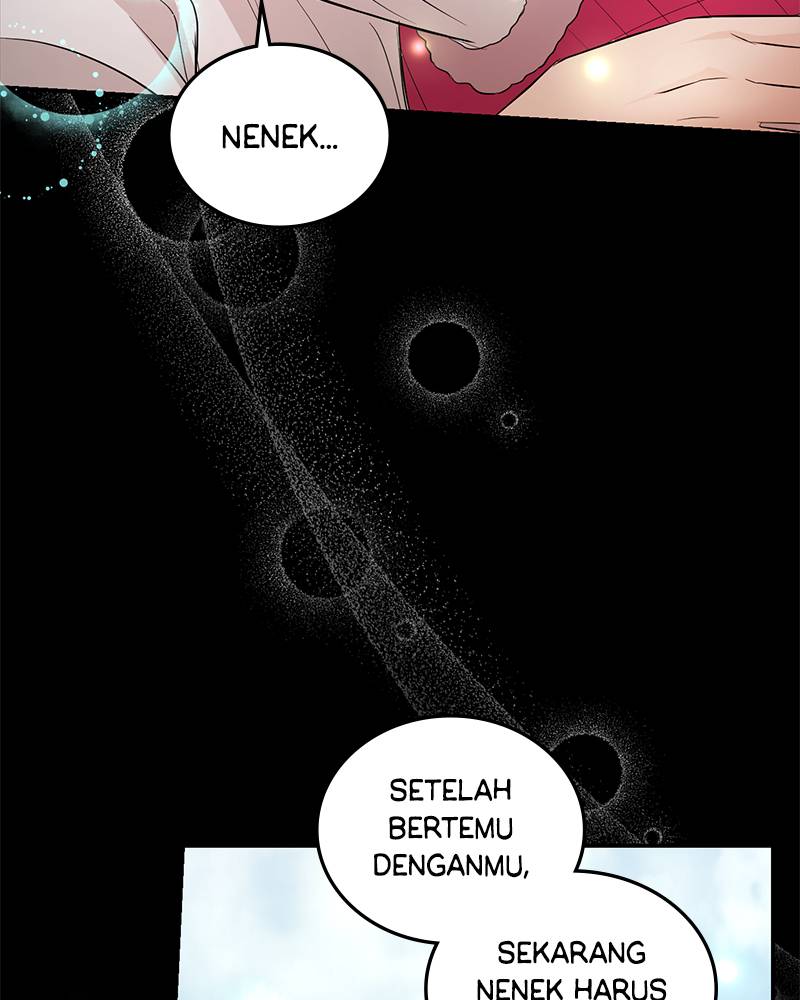 NENEK...
SETELAH
BERTEMU
DENGANMU,
SEKARANG
NENEK HARUS